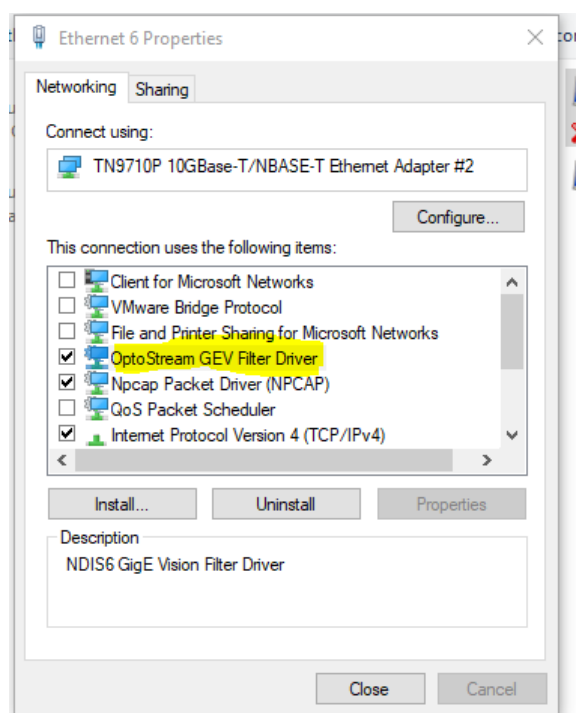 Ethernet 6 Properties
Networking
Sharing
Connect using:
TN9710P 10GBase-T/NBASE-T Ethernet Adapter #2
Configure...
This connection uses the following items:
Client for Microsoft Networks
VMware Bridge Protocol
File and Printer Sharing for Microsoft Networks
OptoStream GEV Filter Driver
Npcap Packet Driver (NPCAP)
QoS Packet Scheduler
Internet Protocol Version 4 (TCP/IPv4)
Install...
Uninstall
Properties
Description
NDIS6 GigE Vision Filter Driver
Close
Cancel